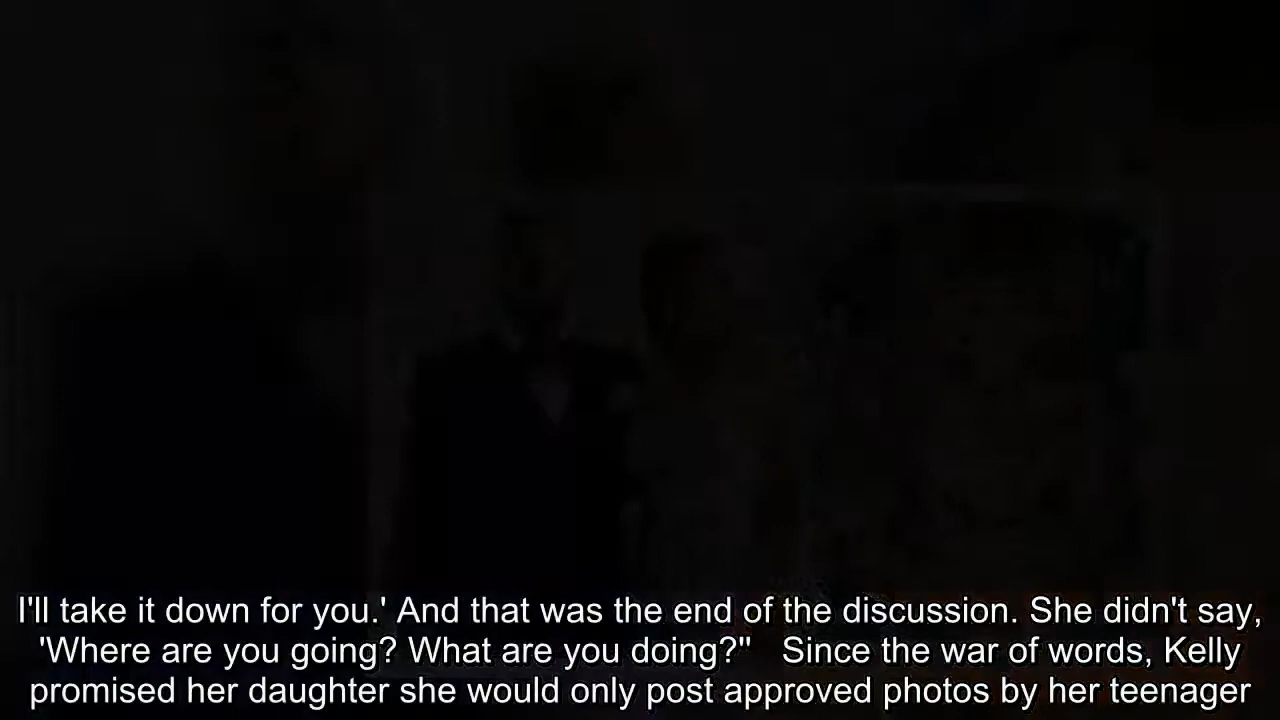 I'll take it down for you.' And that was the end of the discussion. She didn't say,
'Where are you going? What are you doing?''   Since the war of words, Kelly
promised her daughter she would only post approved photos by her teenager